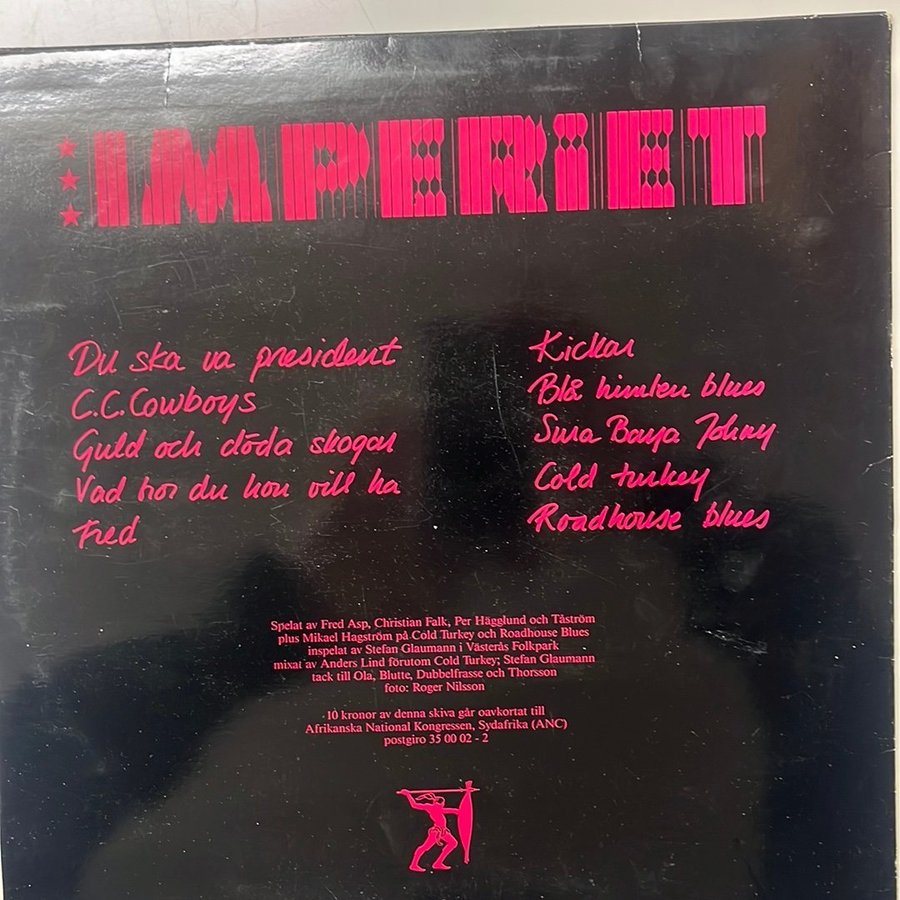 IMPERIET
Du ska va president
C.C. Cowboys
Guld och döda skogar
Vad tror du hon vill ha
Fred
Kickar
Blå himlen blues
Sura Baya Johny
Cold turkey
Roadhouse blues
Spelat av Fred Asp, Christian Falk, Per Hägglund och Tåström
plus Mikael Hagström på Cold Turkey och Roadhouse Blues
inspelat av Stefan Glaumann i Västerås Folkpark
mixat av Anders Lind förutom Cold Turkey; Stefan Glaumann
tack till Ola, Blutte, Dubbelfrasse och Thorsson
foto: Roger Nilsson
10 kronor av denna skiva går oavkortat till
Afrikanska National Kongressen, Sydafrika (ANC)
postgiro 35 00 02 - 2